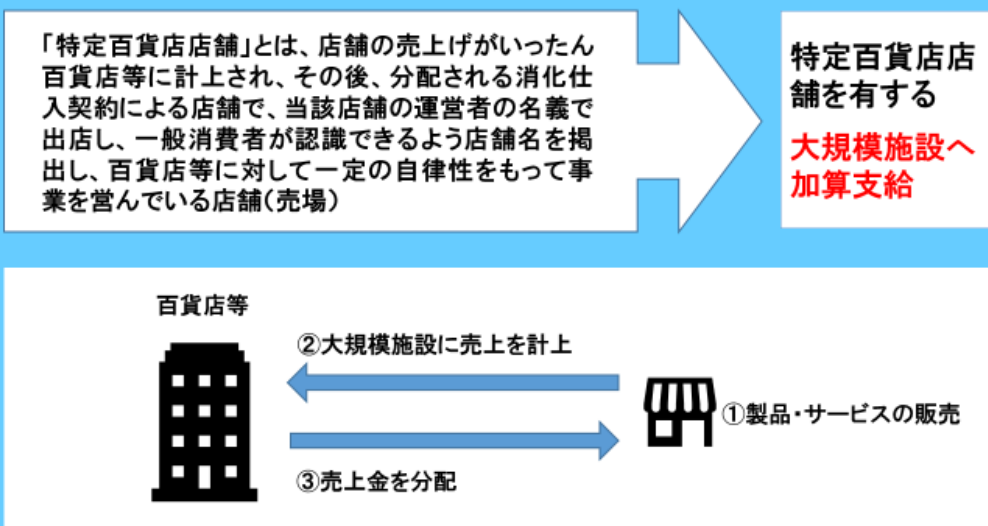 「特定百貨店店舗」とは、店舗の売上げがいったん
百貨店等に計上され、その後、分配される消化仕
入契約による店舗で、当該店舗の運営者の名義で
出店し、一般消費者が認識できるよう店舗名を掲
出し、百貨店等に対して一定の自律性をもって事
業を営んでいる店舗(売場)
特定百貨店店
舗を有する
大規模施設へ
加算支給
百貨店等
②大規模施設に売上を計上
①製品・サービスの販売
③売上金を分配